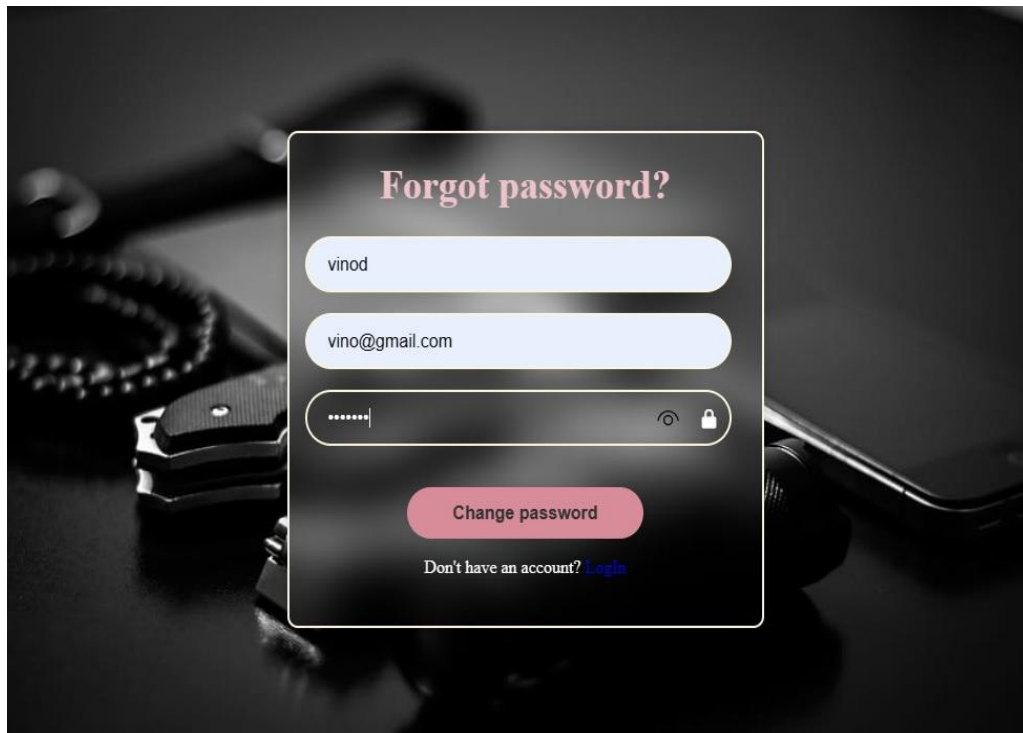 Forgot password?
vinod
vino@gmail.com
•••••••
Change password
Don't have an account? LogIn